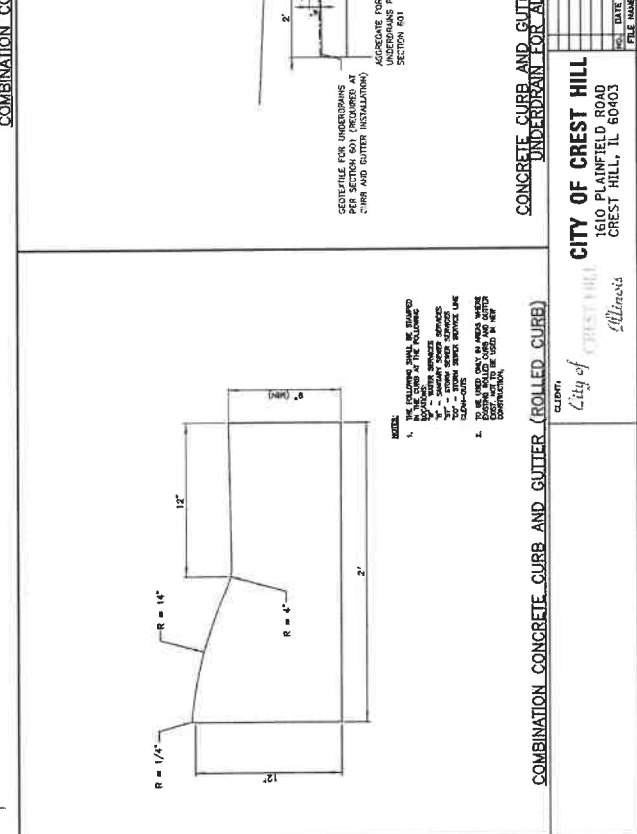 COMBINATION CO
2'
AGGREGATE FOR
UNDERDRAINS P
SECTION 601
GEOTEXTILE FOR UNDERDRAINS
PER SECTION 601 (REQUIRED AT
CURB AND GUTTER INSTALLATION)
CONCRETE CURB AND GUTT
UNDERDRAIN FOR AL
R = 1/4"
R = 14"
12"
R = 4"
12"
8" (MIN)
2'
NOTES:
1. THE FOLLOWING SHALL BE STAMPED
IN THE CURB AT THE FOLLOWING
LOCATIONS:
"W" - WATER SERVICES
- SANITARY SEWER SERVICES
"ST" - STORM SEWER SERVICES
"CO" - STORM SEWER SERVICE LINE
CLEAN-OUTS
2. TO BE USED ONLY IN AREAS WHERE
EXISTING ROLLED CURB AND GUTTER
EXIST. NOT TO BE USED IN NEW
CONSTRUCTION.
COMBINATION CONCRETE CURB AND GUTTER (ROLLED CURB)
CLIENT:
City of
CREST HILL
Illinois
CITY OF CREST HILL
1610 PLAINFIELD ROAD
CREST HILL, IL 60403
NO. DATE
FILE NAME